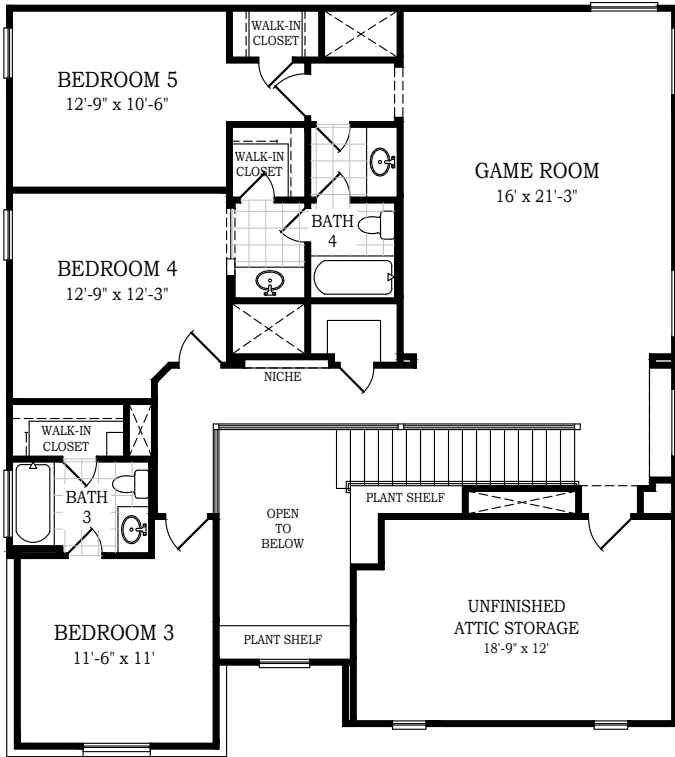 WALK-IN
CLOSET
BEDROOM 5
12'-9" x 10'-6"
WALK-IN
CLOSET
GAME ROOM
16' x 21'-3"
BATH
4
BEDROOM 4
12'-9" x 12'-3"
NICHE
WALK-IN
CLOSET
BATH
3
PLANT SHELF
OPEN
TO
BELOW
UNFINISHED
ATTIC STORAGE
18'-9" x 12'
BEDROOM 3
11'-6" x 11'
PLANT SHELF